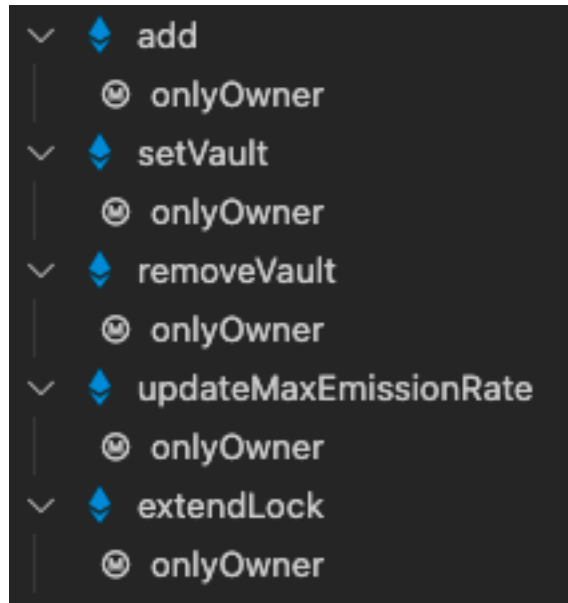 add
onlyOwner
setVault
onlyOwner
removeVault
onlyOwner
updateMaxEmissionRate
onlyOwner
extendLock
onlyOwner